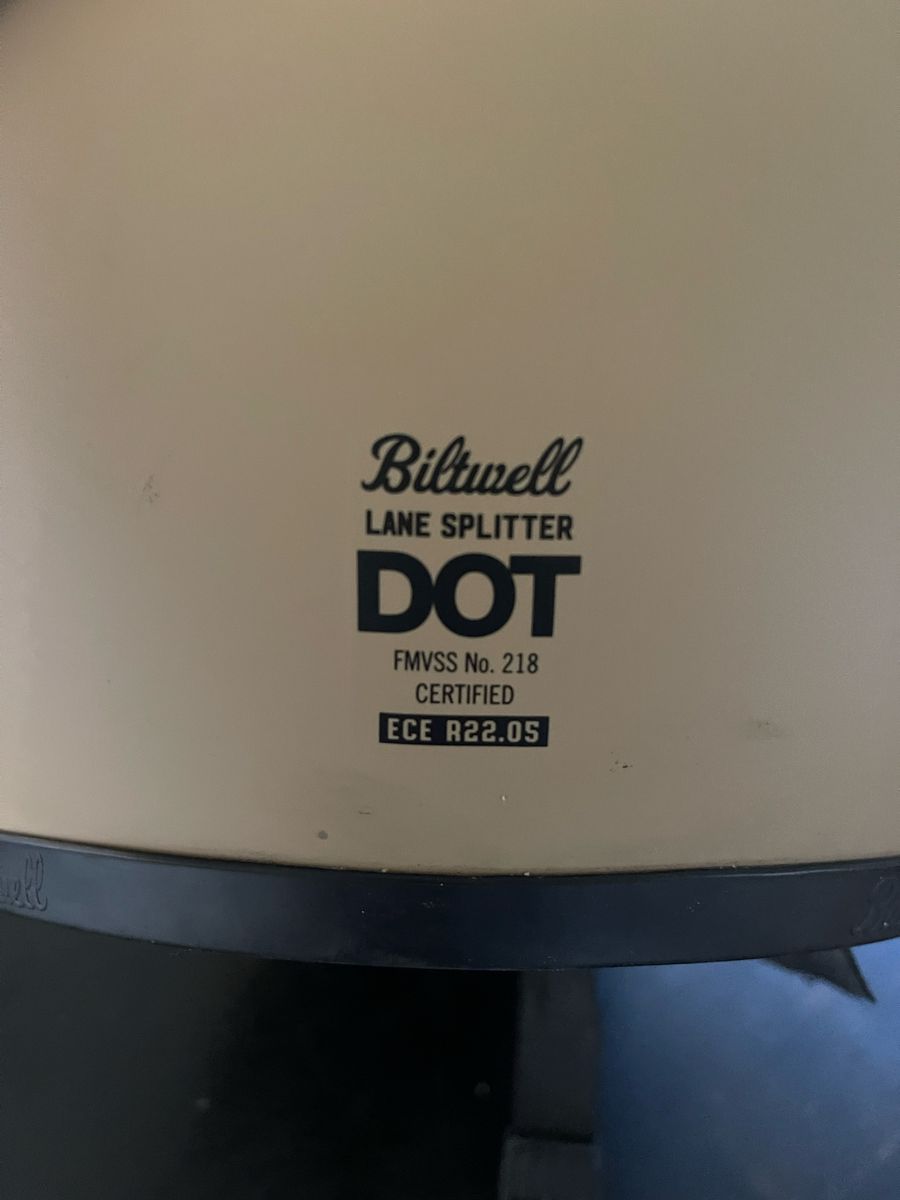 Biltwell
LANE SPLITTER
DOT
FMVSS No. 218
CERTIFIED
ECE R22.05